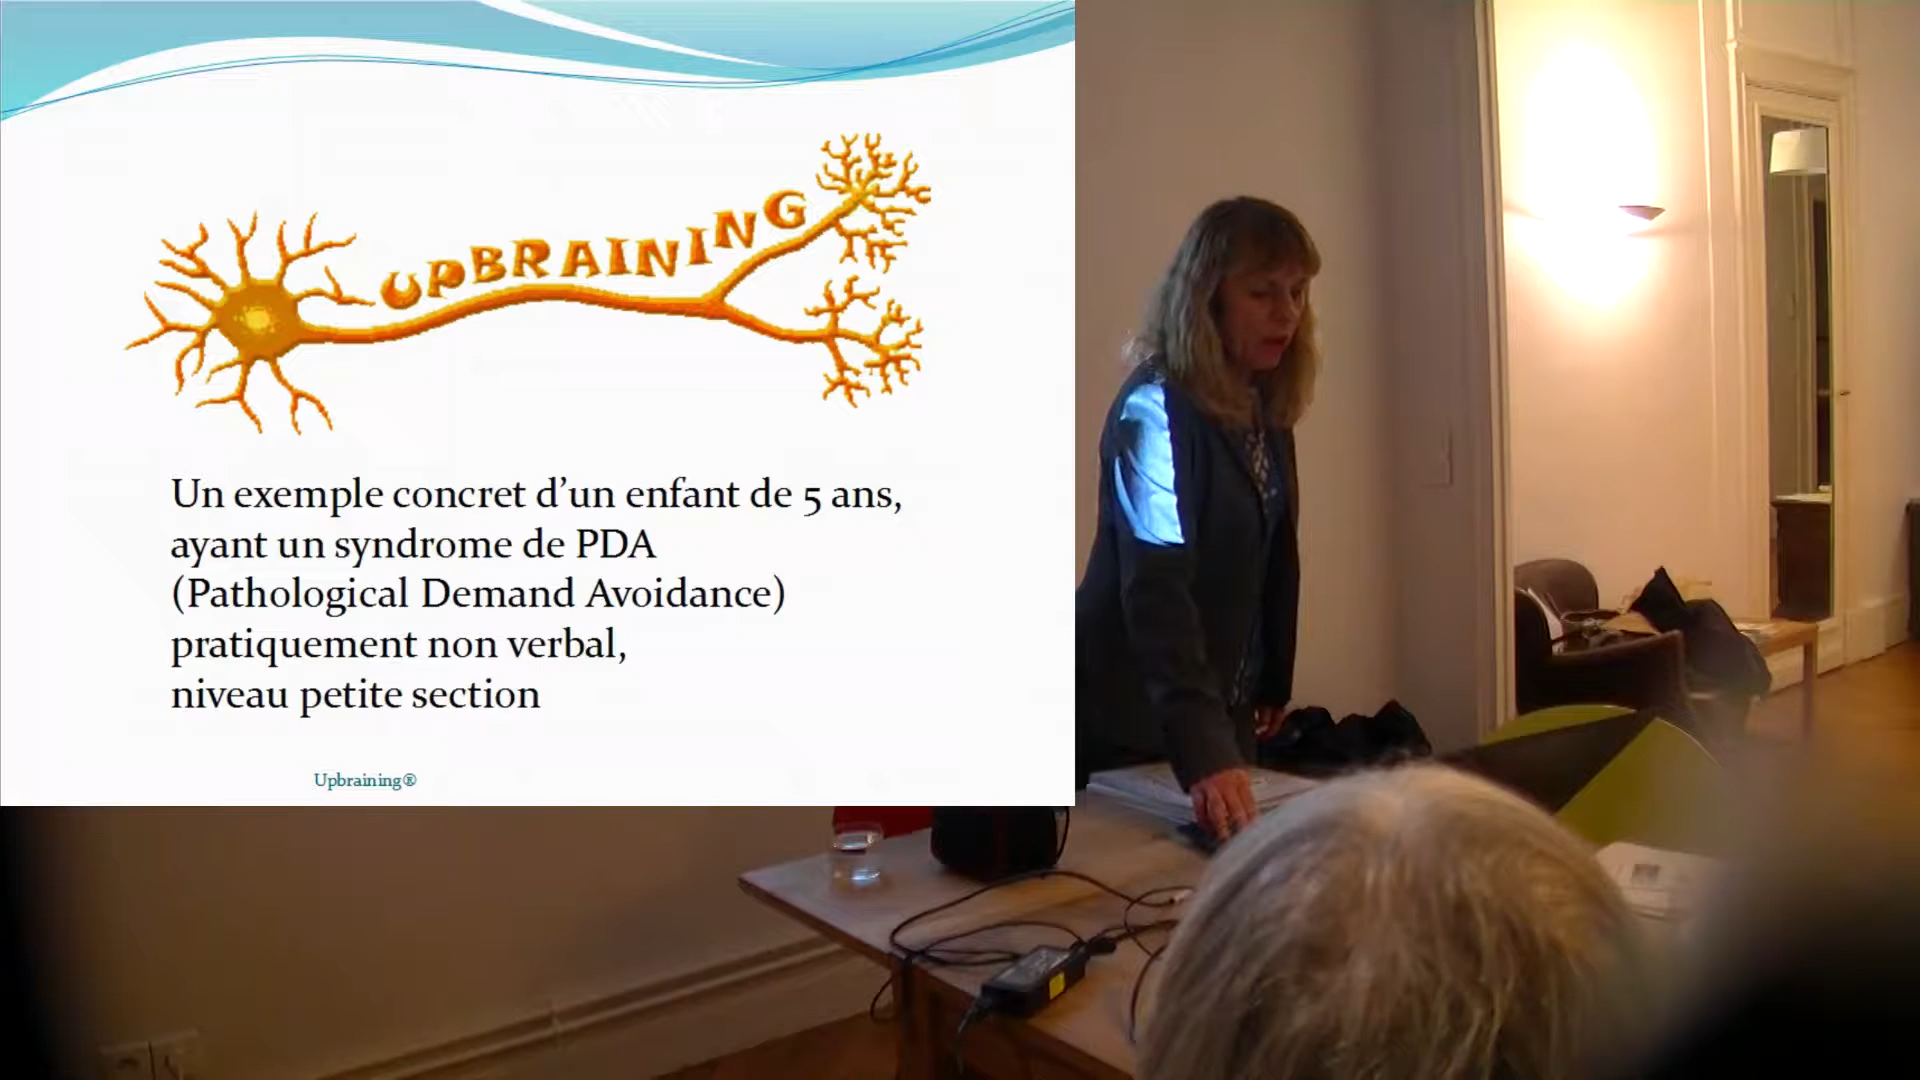 UPBRAINING
Un exemple concret d'un enfant de 5 ans,
ayant un syndrome de PDA
(Pathological Demand Avoidance)
pratiquement non verbal,
niveau petite section
Upbraining®